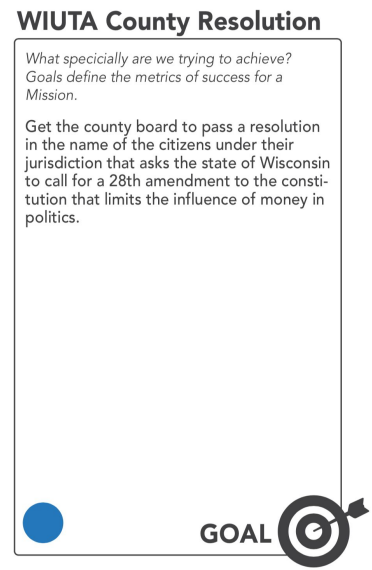 WIUTA County Resolution
What specicially are we trying to achieve?
Goals define the metrics of success for a
Mission.
Get the county board to pass a resolution
in the name of the citizens under their
jurisdiction that asks the state of Wisconsin
to call for a 28th amendment to the consti-
tution that limits the influence of money in
politics.
GOAL